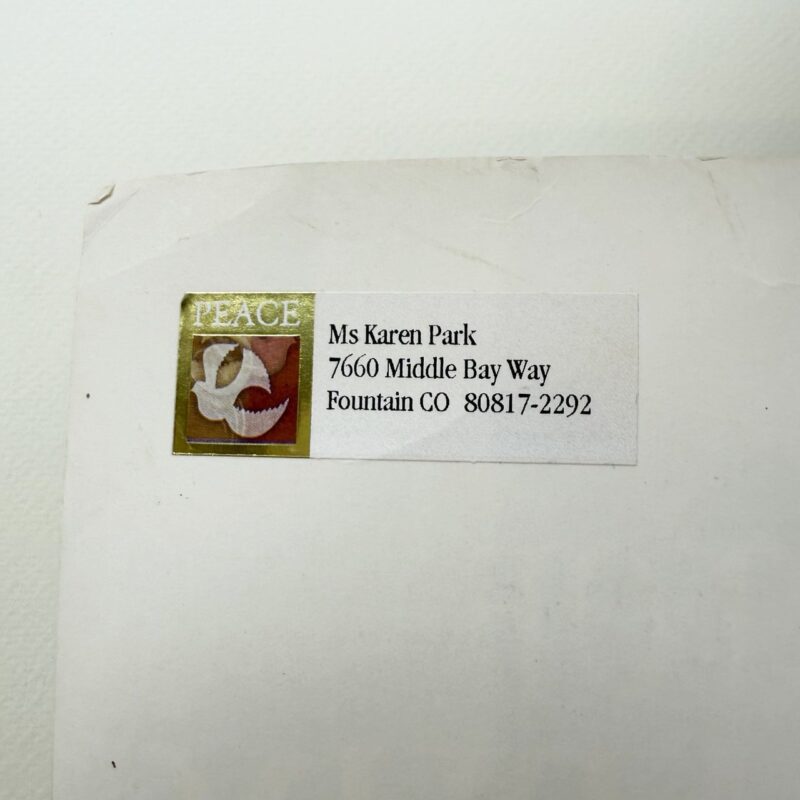 PEACE
Ms Karen Park
7660 Middle Bay Way
Fountain CO 80817-2292